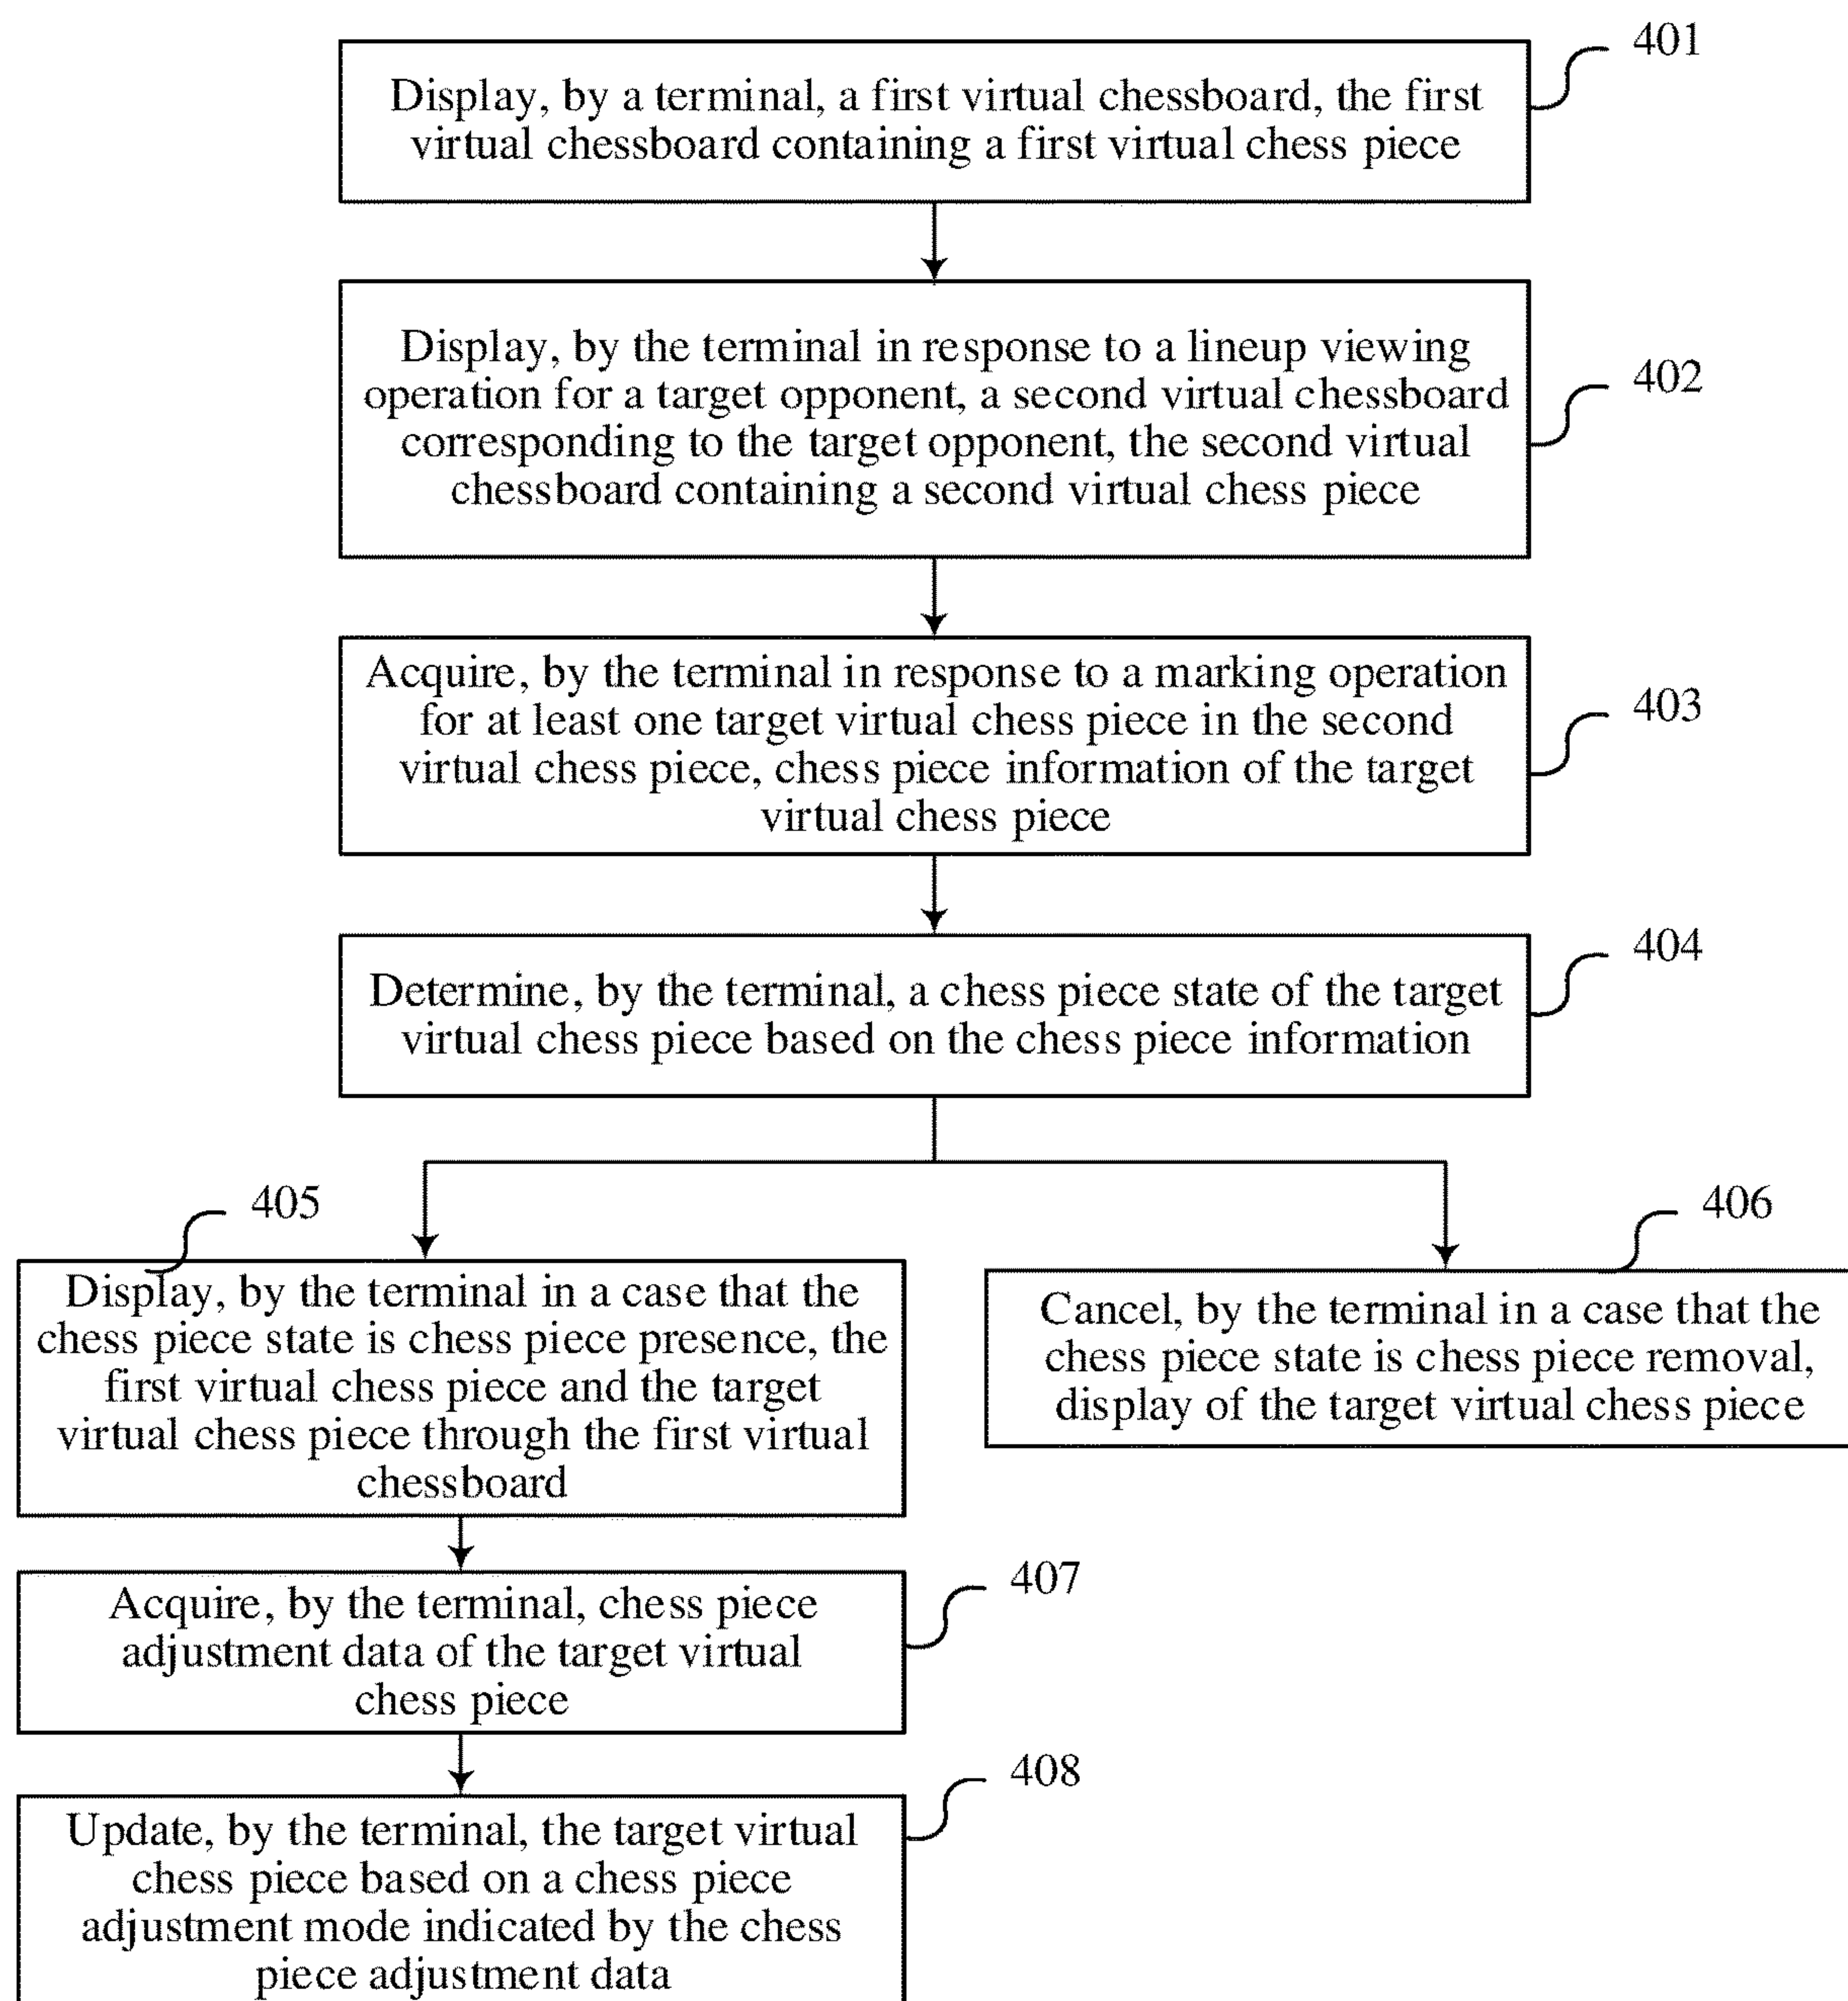 401
Display, by a terminal, a first virtual chessboard, the first
virtual chessboard containing a first virtual chess piece
402
Display, by the terminal in response to a lineup viewing
operation for a target opponent, a second virtual chessboard
corresponding to the target opponent, the second virtual
chessboard containing a second virtual chess piece
403
Acquire, by the terminal in response to a marking operation
for at least one target virtual chess piece in the second
virtual chess piece, chess piece information of the target
virtual chess piece
404
Determine, by the terminal, a chess piece state of the target
virtual chess piece based on the chess piece information
405
Display, by the terminal in a case that the
chess piece state is chess piece presence, the
first virtual chess piece and the target
virtual chess piece through the first virtual
chessboard
406
Cancel, by the terminal in a case that the
chess piece state is chess piece removal,
display of the target virtual chess piece
407
Acquire, by the terminal, chess piece
adjustment data of the target virtual
chess piece
408
Update, by the terminal, the target virtual
chess piece based on a chess piece
adjustment mode indicated by the chess
piece adjustment data